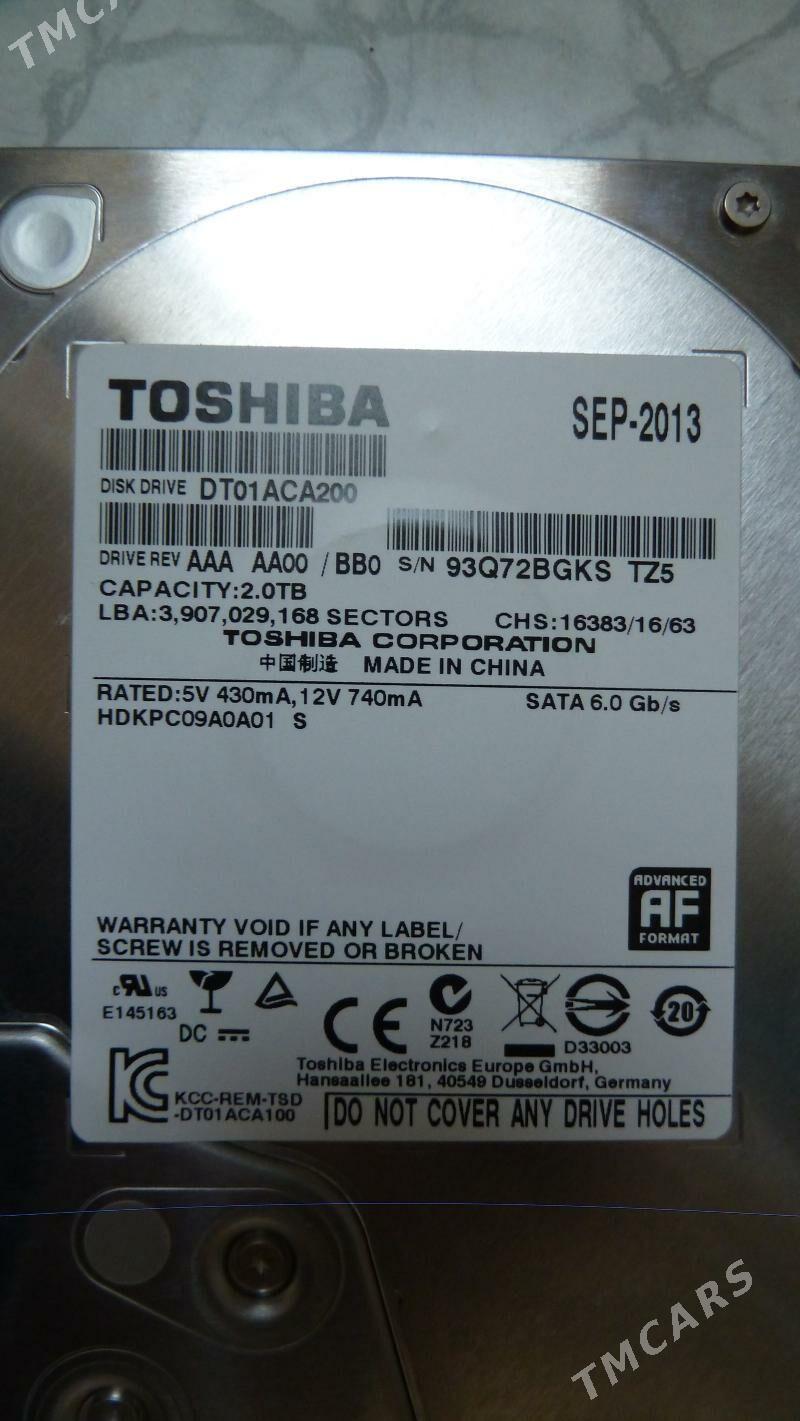 TMCARS
TOSHIBA
SEP-2013
DISK DRIVE DT01ACA200
DRIVE REV AAA AA00 / BB0 S/N 93Q72BGKS TZ5
CAPACITY:2.0TB
LBA:3,907,029,168 SECTORS CHS:16383/16/63
TOSHIBA CORPORATION
中国制造 MADE IN CHINA
RATED:5V 430mA,12V 740mA SATA 6.0 Gb/s
HDKPC09A0A01 S
ADVANCED
AF
FORMAT
WARRANTY VOID IF ANY LABEL/
SCREW IS REMOVED OR BROKEN
c RU us
E145163
DC
CE
N723
Z218
D33003
20
Toshiba Electronics Europe GmbH,
Hansaallee 181, 40549 Dusseldorf, Germany
KC
KCC-REM-TSD
-DT01ACA100
DO NOT COVER ANY DRIVE HOLES
TMCARS